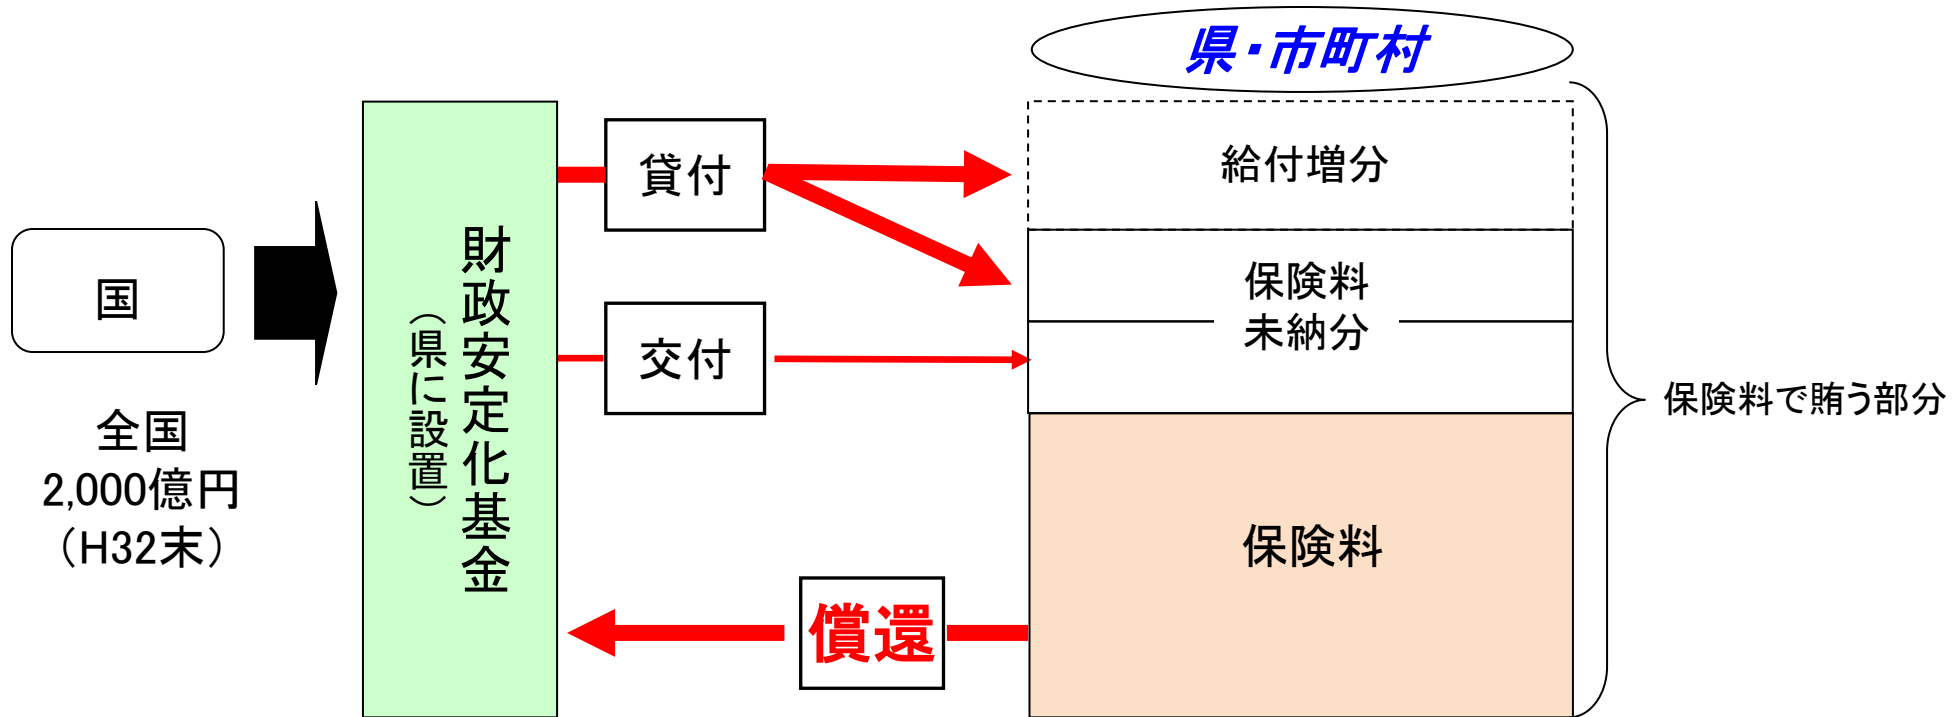 県・市町村
国
全国
2,000億円
（H32末）
財政安定化基金
（県に設置）
貸付
交付
償還
給付増分
保険料
未納分
保険料
保険料で賄う部分